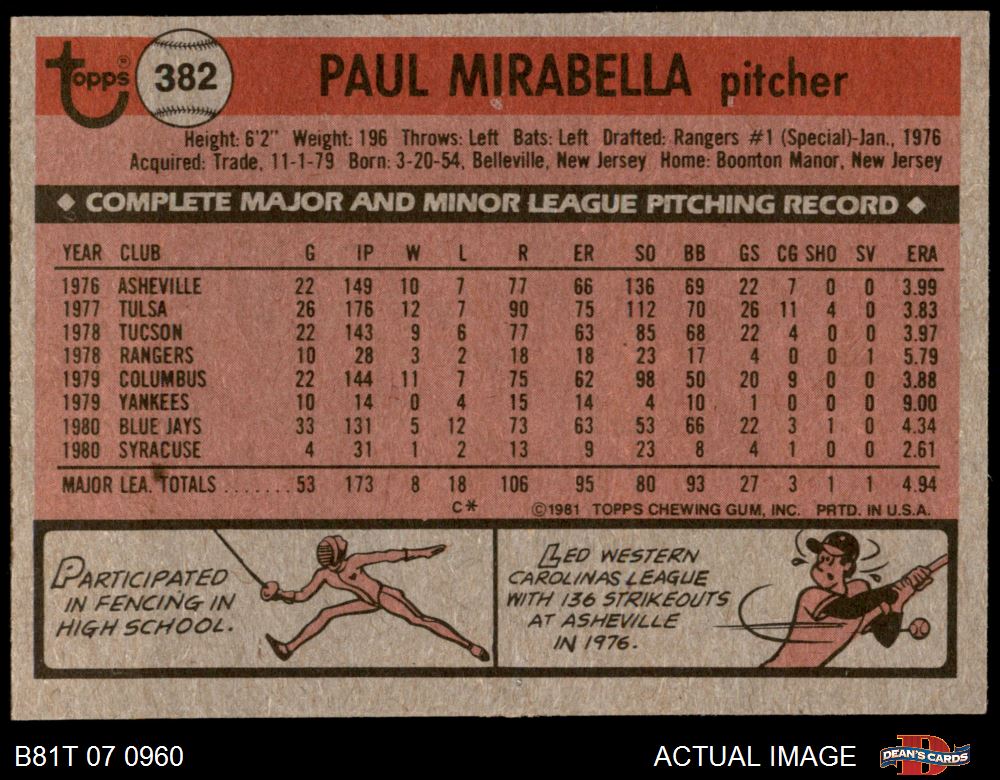 topps® 382 PAUL MIRABELLA pitcher
Height: 6'2" Weight: 196 Throws: Left Bats: Left Drafted: Rangers #1 (Special)-Jan., 1976
Acquired: Trade, 11-1-79 Born: 3-20-54, Belleville, New Jersey Home: Boonton Manor, New Jersey
◆ COMPLETE MAJOR AND MINOR LEAGUE PITCHING RECORD ◆
YEAR CLUB G IP W L R ER SO BB GS CG SHO SV ERA
1976 ASHEVILLE 22 149 10 7 77 66 136 69 22 7 0 0 3.99
1977 TULSA 26 176 12 7 90 75 112 70 26 11 4 0 3.83
1978 TUCSON 22 143 9 6 77 63 85 68 22 4 0 0 3.97
1978 RANGERS 10 28 3 2 18 18 23 17 4 0 0 1 5.79
1979 COLUMBUS 22 144 11 7 75 62 98 50 20 9 0 0 3.88
1979 YANKEES 10 14 0 4 15 14 4 10 1 0 0 0 9.00
1980 BLUE JAYS 33 131 5 12 73 63 53 66 22 3 1 0 4.34
1980 SYRACUSE 4 31 1 2 13 9 23 8 4 1 0 0 2.61
MAJOR LEA. TOTALS ....... 53 173 8 18 106 95 80 93 27 3 1 1 4.94
C* ©1981 TOPPS CHEWING GUM, INC. PRTD. IN U.S.A.
PARTICIPATED
IN FENCING IN
HIGH SCHOOL.
LED WESTERN
CAROLINAS LEAGUE
WITH 136 STRIKEOUTS
AT ASHEVILLE
IN 1976.
B81T 07 0960 ACTUAL IMAGE DEAN'S CARDS